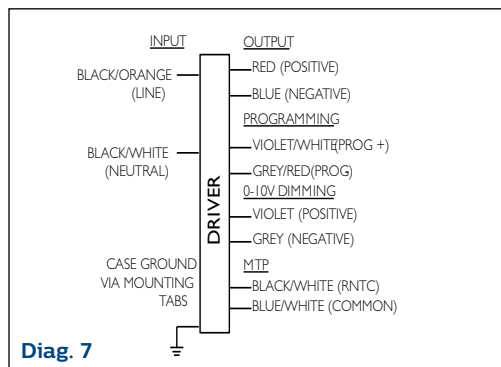 INPUT
BLACK/ORANGE
(LINE)
BLACK/WHITE
(NEUTRAL)
CASE GROUND
VIA MOUNTING
TABS
DRIVER
OUTPUT
RED (POSITIVE)
BLUE (NEGATIVE)
PROGRAMMING
VIOLET/WHITE(PROG +)
GREY/RED(PROG)
0-10V DIMMING
VIOLET (POSITIVE)
GREY (NEGATIVE)
MTP
BLACK/WHITE (RNTC)
BLUE/WHITE (COMMON)
Diag. 7